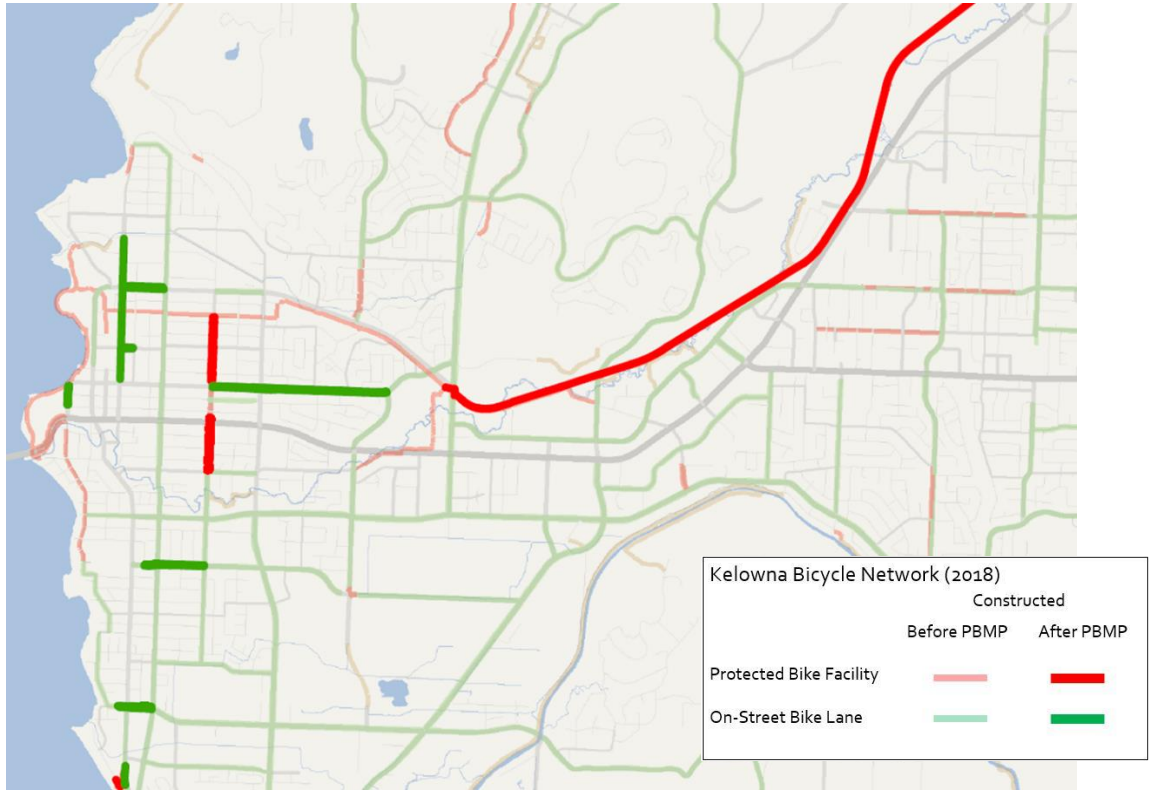 Kelowna Bicycle Network (2018)
Constructed
Before PBMP After PBMP
Protected Bike Facility
On-Street Bike Lane